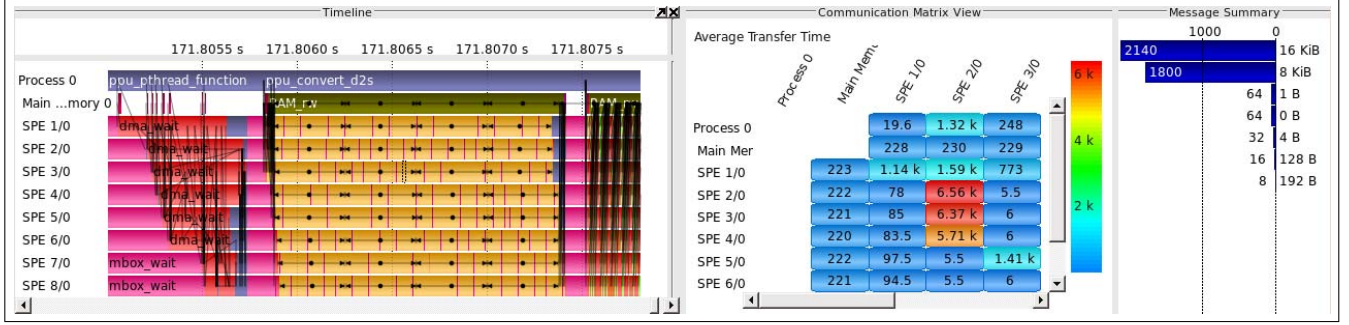 Timeline
171.8055 s 171.8060 s 171.8065 s 171.8070 s 171.8075 s
Process 0 ppu_pthread_function ppu_convert_d2s
Main ...mory 0 RAM_rw
SPE 1/0 dma_wait
SPE 2/0 dma_wait
SPE 3/0 dma_wait
SPE 4/0 dma_wait
SPE 5/0 dma_wait
SPE 6/0 dma_wait
SPE 7/0 mbox_wait
SPE 8/0 mbox_wait
Communication Matrix View
Average Transfer Time
Process 0 Main Mem SPE 1/0 SPE 2/0 SPE 3/0
Process 0 19.6 1.32 k 248
Main Mer 228 230 229
SPE 1/0 223 1.14 k 1.59 k 773
SPE 2/0 222 78 6.56 k 5.5
SPE 3/0 221 85 6.37 k 6
SPE 4/0 220 83.5 5.71 k 6
SPE 5/0 222 97.5 5.5 1.41 k
SPE 6/0 221 94.5 5.5 6
6 k
4 k
2 k
Message Summary
1000 0
2140 16 KiB
1800 8 KiB
64 1 B
64 0 B
32 4 B
16 128 B
8 192 B